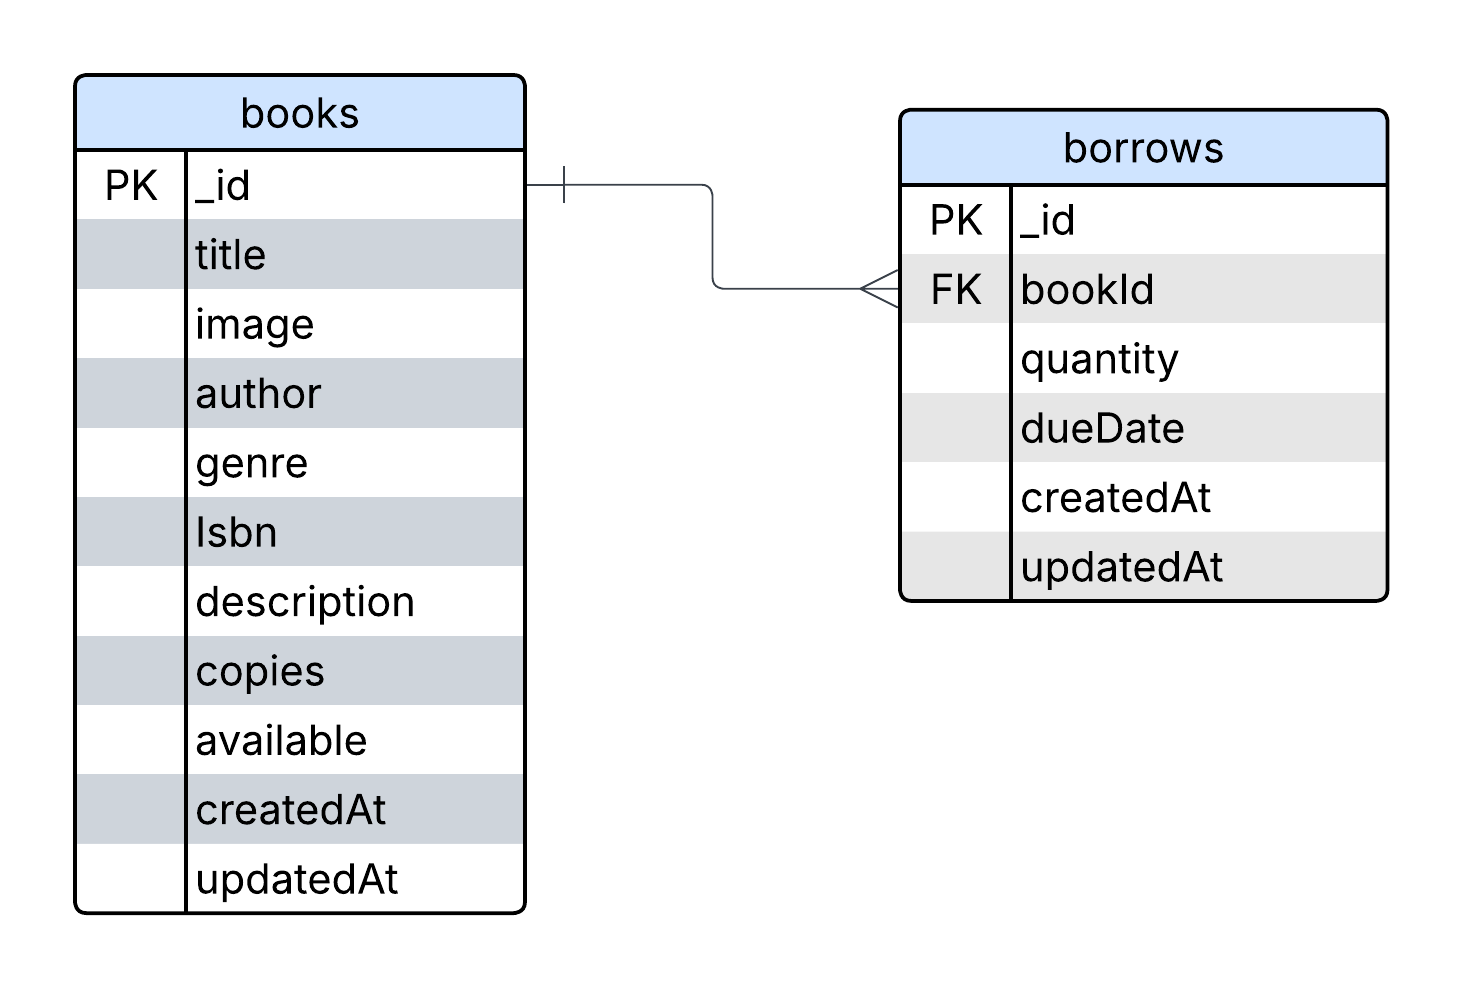 books
PK _id
title
image
author
genre
Isbn
description
copies
available
createdAt
updatedAt
borrows
PK _id
FK bookId
quantity
dueDate
createdAt
updatedAt